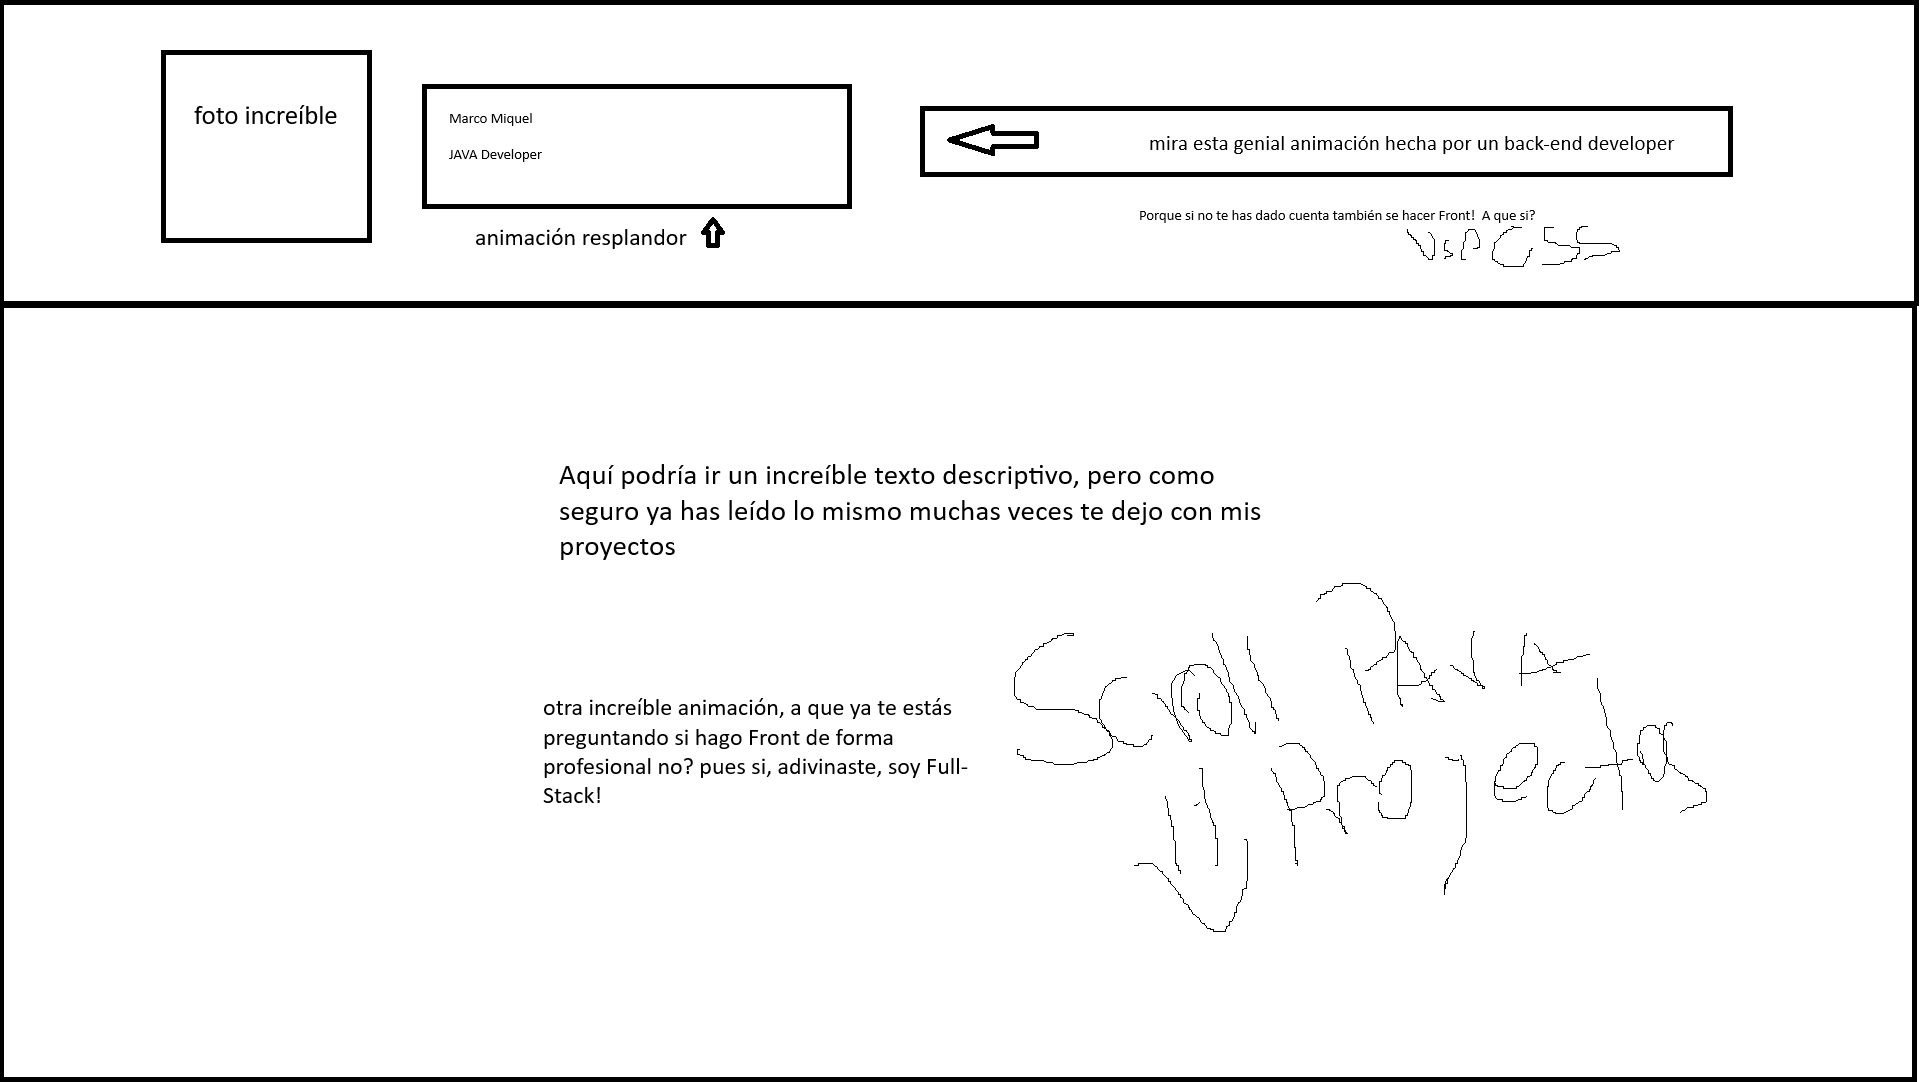 foto increíble
Marco Miquel
JAVA Developer
animación resplandor
mira esta genial animación hecha por un back-end developer
Porque si no te has dado cuenta también se hacer Front!  A que si?
CSS
Aquí podría ir un increíble texto descriptivo, pero como
seguro ya has leído lo mismo muchas veces te dejo con mis
proyectos
otra increíble animación, a que ya te estás
preguntando si hago Front de forma
profesional no? pues si, adivinaste, soy Full-
Stack!
Scroll PARA
Projectos